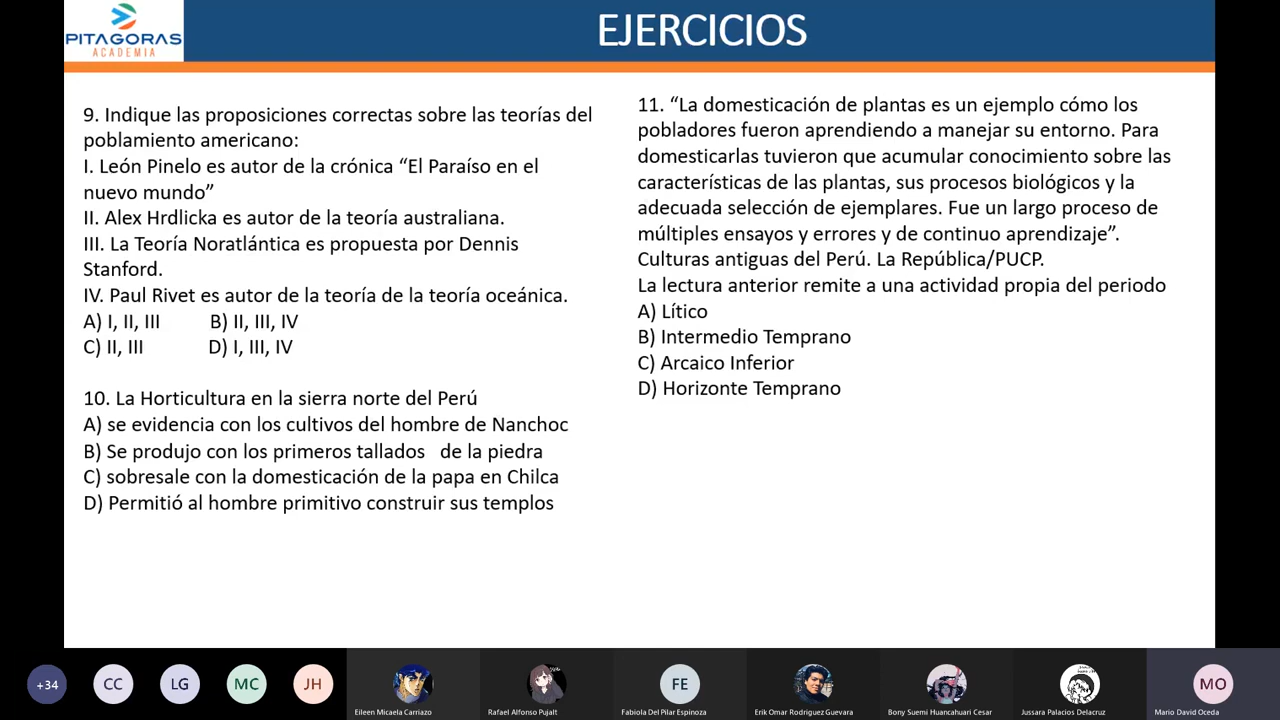 PITAGORAS
ACADEMIA
EJERCICIOS
9. Indique las proposiciones correctas sobre las teorías del
poblamiento americano:
I. León Pinelo es autor de la crónica “El Paraíso en el
nuevo mundo”
II. Alex Hrdlicka es autor de la teoría australiana.
III. La Teoría Noratlántica es propuesta por Dennis
Stanford.
IV. Paul Rivet es autor de la teoría de la teoría oceánica.
A) I, II, III B) II, III, IV
C) II, III D) I, III, IV
10. La Horticultura en la sierra norte del Perú
A) se evidencia con los cultivos del hombre de Nanchoc
B) Se produjo con los primeros tallados de la piedra
C) sobresale con la domesticación de la papa en Chilca
D) Permitió al hombre primitivo construir sus templos
11. “La domesticación de plantas es un ejemplo cómo los
pobladores fueron aprendiendo a manejar su entorno. Para
domesticarlas tuvieron que acumular conocimiento sobre las
características de las plantas, sus procesos biológicos y la
adecuada selección de ejemplares. Fue un largo proceso de
múltiples ensayos y errores y de continuo aprendizaje”.
Culturas antiguas del Perú. La República/PUCP.
La lectura anterior remite a una actividad propia del periodo
A) Lítico
B) Intermedio Temprano
C) Arcaico Inferior
D) Horizonte Temprano
+34 CC LG MC JH FE MO
Eileen Micaela Carriazo Rafael Alfonso Pujalt Fabiola Del Pilar Espinoza Erik Omar Rodriguez Guevara Bony Suemi Huancahuari Cesar Jussara Palacios Delacruz Mario David Oceda